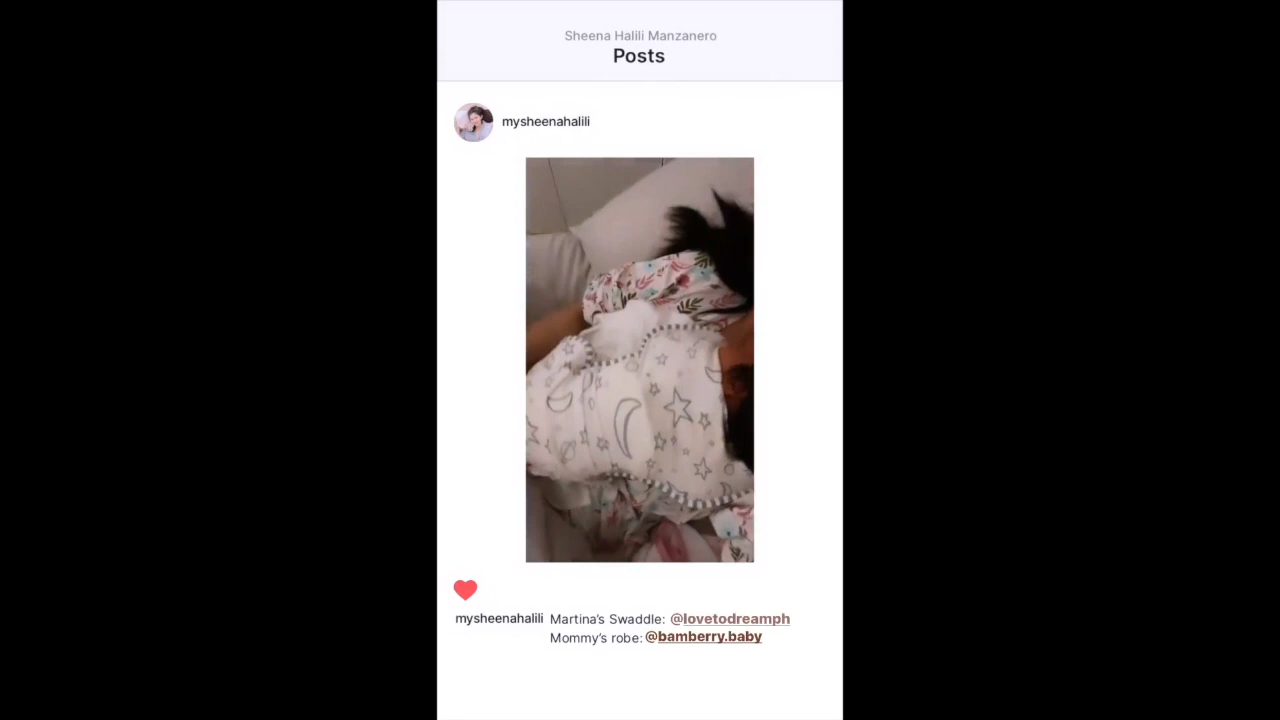 Sheena Halili Manzanero
Posts
mysheenahalili
mysheenahalili Martina's Swaddle: @lovetodreamph
Mommy's robe: @bamberry.baby